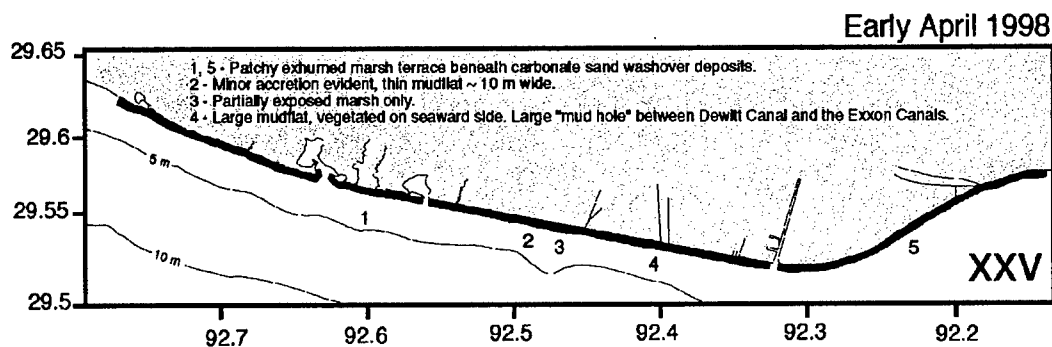 Early April 1998
29.65
1, 5 - Patchy exhumed marsh terrace beneath carbonate sand washover deposits.
2 - Minor accretion evident, thin mudflat ~ 10 m wide.
3 - Partially exposed marsh only.
4 - Large mudflat, vegetated on seaward side. Large "mud hole" between Dewitt Canal and the Exxon Canals.
29.6
5 m
29.55
1
2
3
4
5
10 m
XXV
29.5
92.7
92.6
92.5
92.4
92.3
92.2